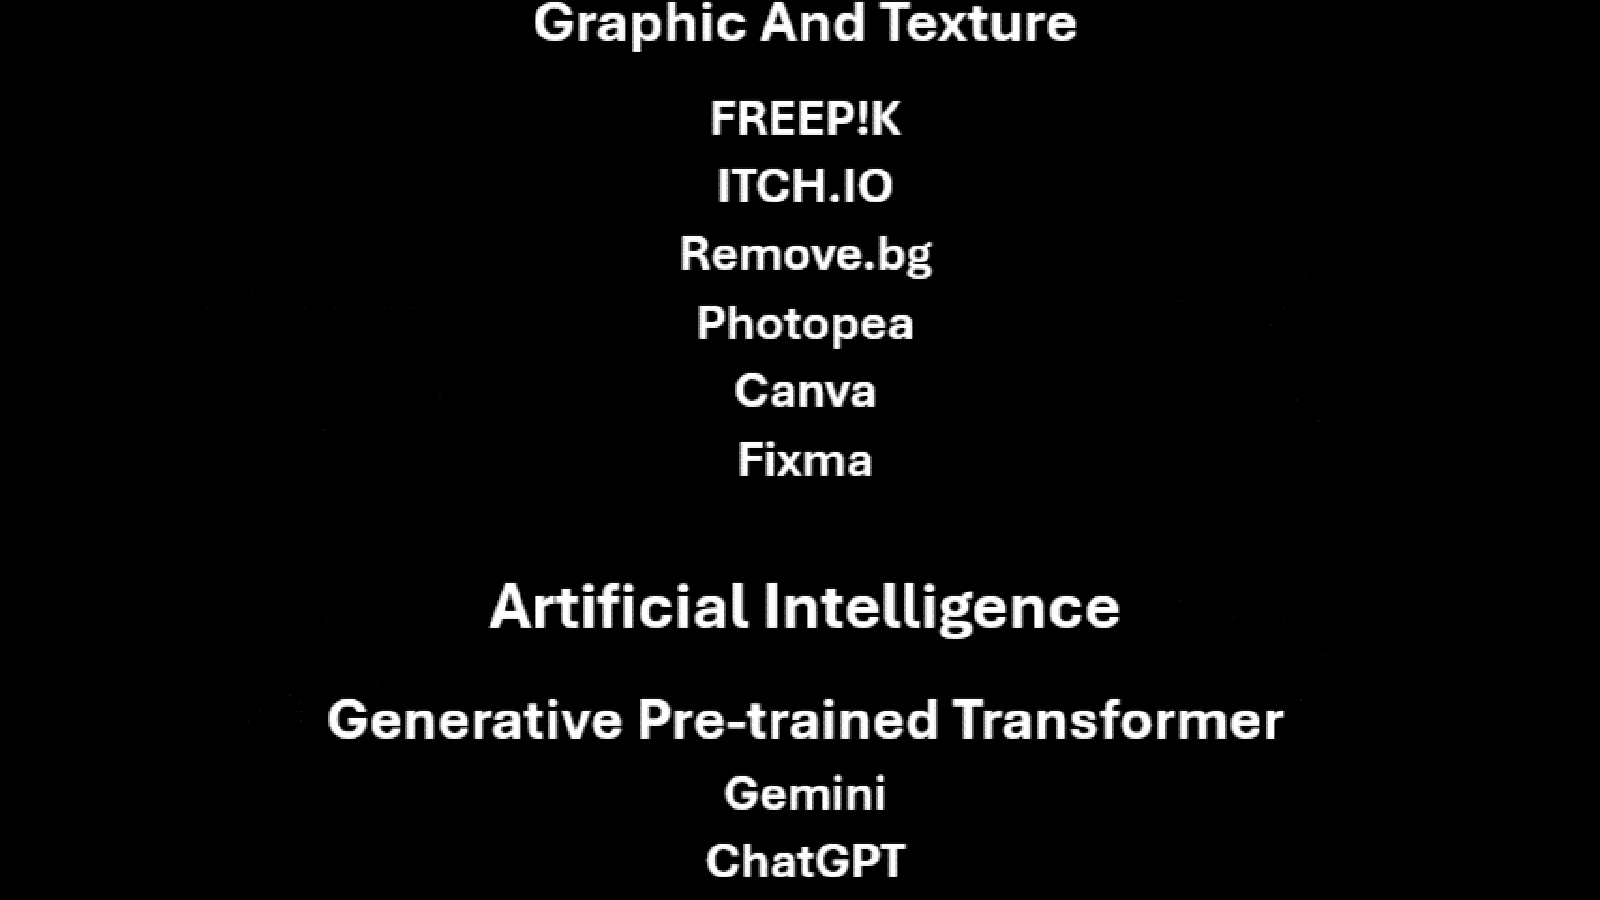 Graphic And Texture
FREEP!K
ITCH.IO
Remove.bg
Photopea
Canva
Fixma
Artificial Intelligence
Generative Pre-trained Transformer
Gemini
ChatGPT